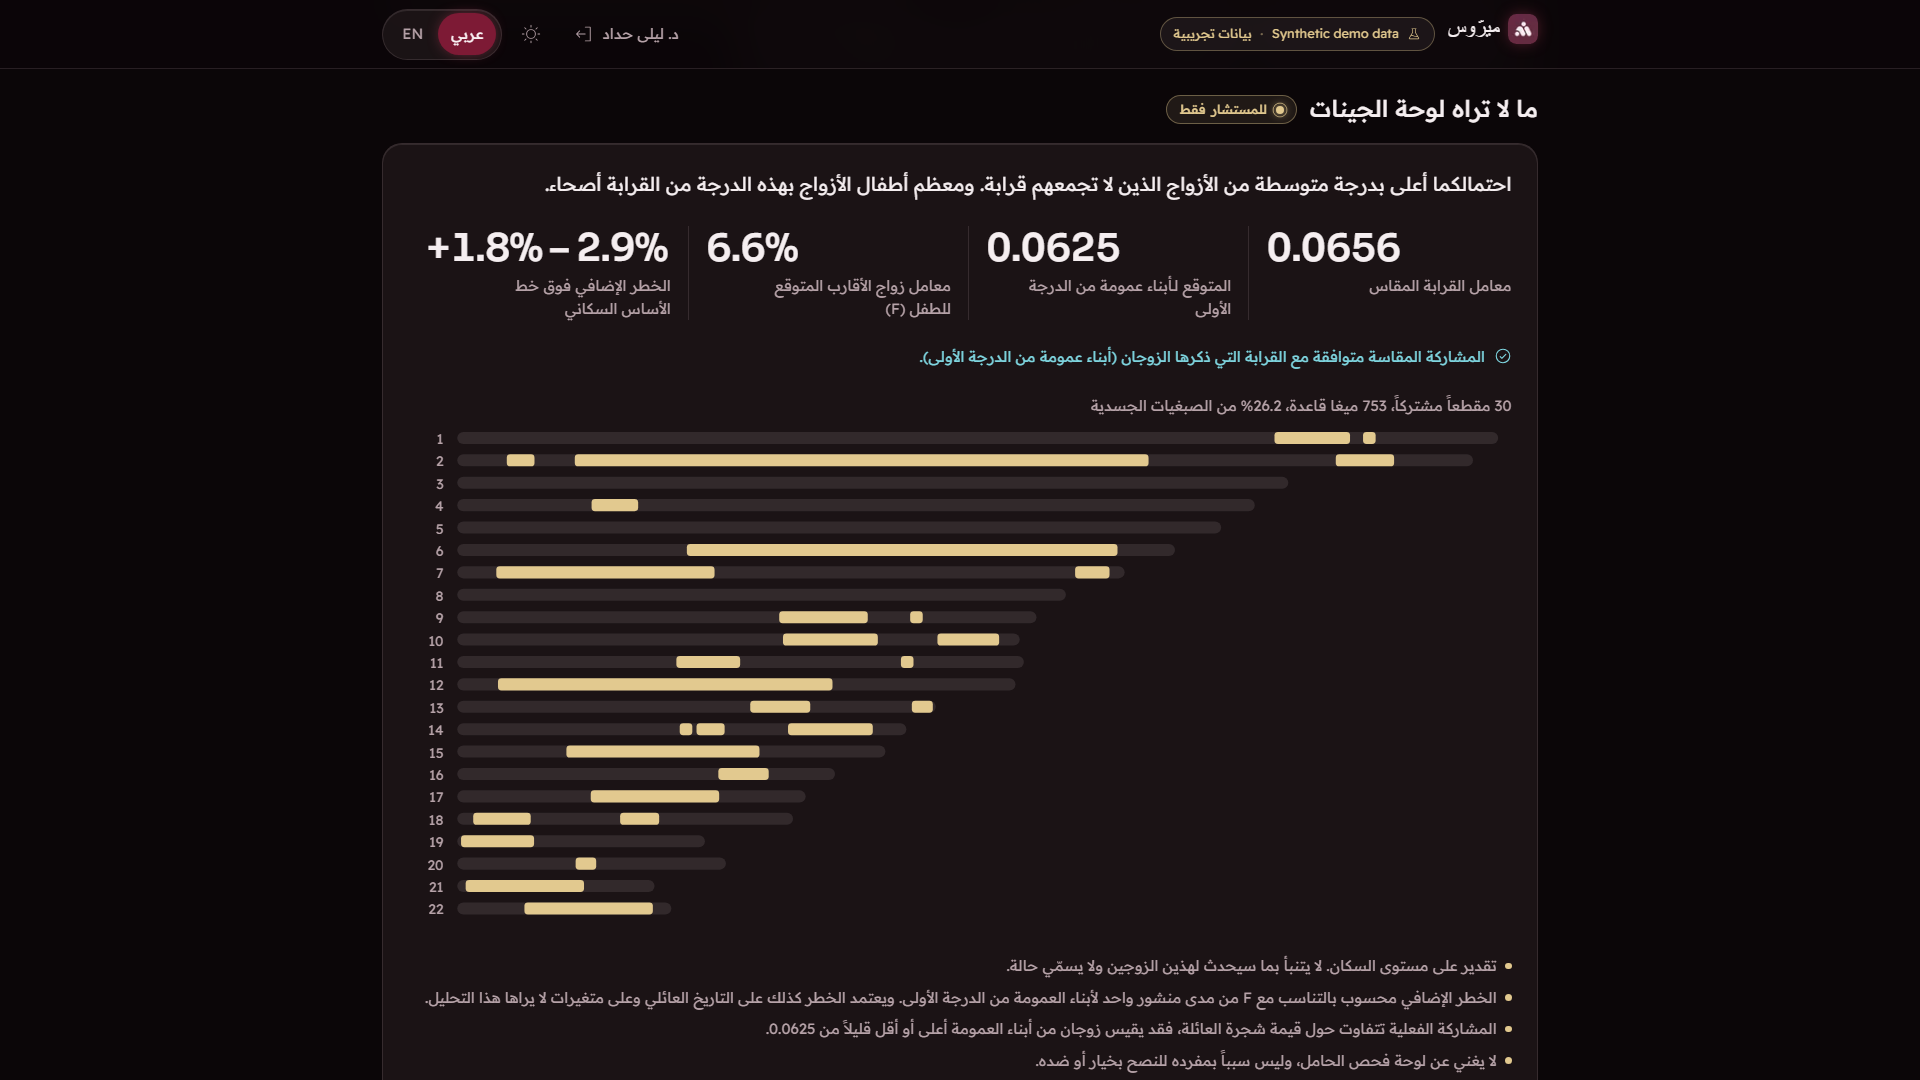 ميرَوس
Synthetic demo data · بيانات تجريبية
د. ليلى حداد
عربي
EN
ما لا تراه لوحة الجينات
للمستشار فقط
احتمالكما أعلى بدرجة متوسطة من الأزواج الذين لا تجمعهم قرابة. ومعظم أطفال الأزواج بهذه الدرجة من القرابة أصحاء.
0.0656
معامل القرابة المقاس
0.0625
المتوقع لأبناء عمومة من الدرجة
الأولى
6.6%
معامل زواج الأقارب المتوقع
للطفل (F)
+1.8% – 2.9%
الخطر الإضافي فوق خط
الأساس السكاني
المشاركة المقاسة متوافقة مع القرابة التي ذكرها الزوجان (أبناء عمومة من الدرجة الأولى).
30 مقطعاً مشتركاً، 753 ميغا قاعدة، 26.2% من الصبغيات الجسدية
1
2
3
4
5
6
7
8
9
10
11
12
13
14
15
16
17
18
19
20
21
22
تقدير على مستوى السكان. لا يتنبأ بما سيحدث لهذين الزوجين ولا يسمّي حالة.
الخطر الإضافي محسوب بالتناسب مع F من مدى منشور واحد لأبناء العمومة من الدرجة الأولى. ويعتمد الخطر كذلك على التاريخ العائلي وعلى متغيرات لا يراها هذا التحليل.
المشاركة الفعلية تتفاوت حول قيمة شجرة العائلة، فقد يقيس زوجان من أبناء العمومة أعلى أو أقل قليلاً من 0.0625.
لا يغني عن لوحة فحص الحامل، وليس سبباً بمفرده للنصح بخيار أو ضده.